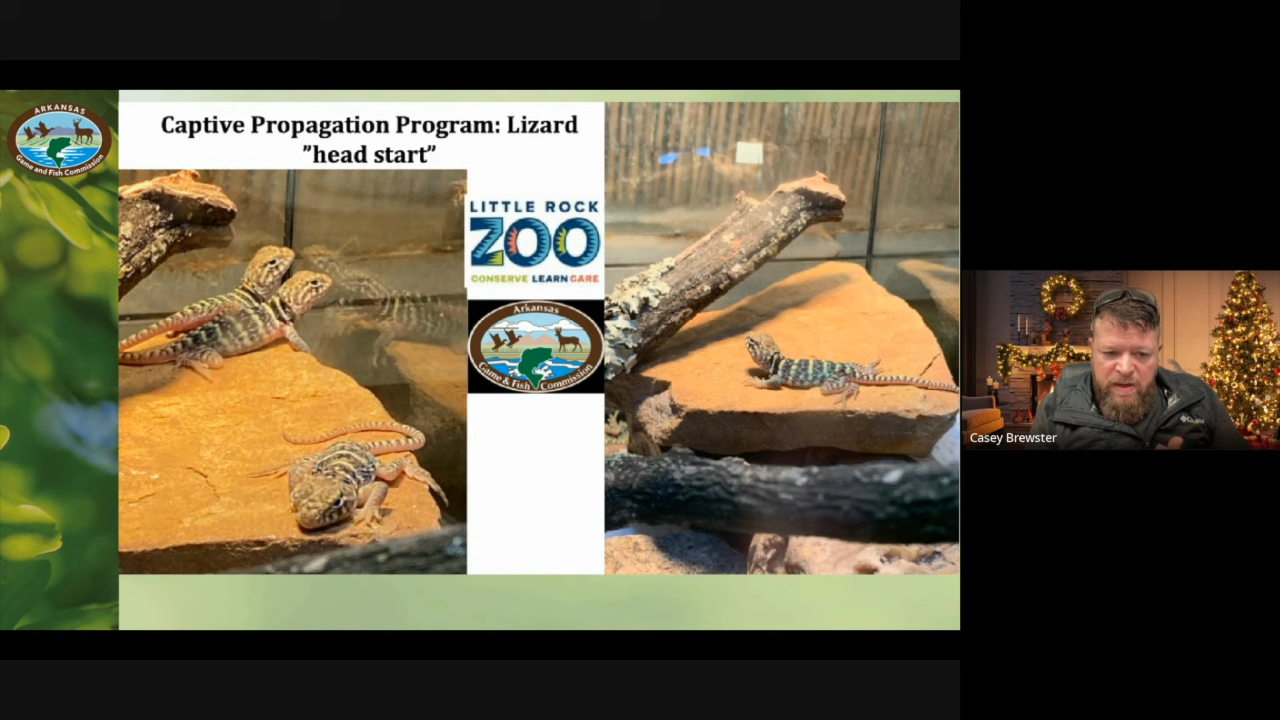 ARKANSAS
Game and Fish Commission
Captive Propagation Program: Lizard
”head start”
LITTLE ROCK
ZOO
CONSERVE LEARN CARE
Arkansas
Game & Fish Commission
Casey Brewster
Columbia